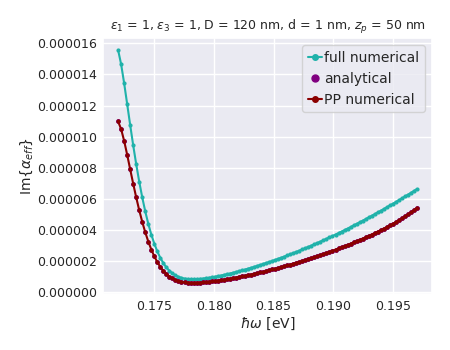 ε₁ = 1, ε₃ = 1, D = 120 nm, d = 1 nm, zₚ = 50 nm
0.000016
0.000014
0.000012
0.000010
0.000008
0.000006
0.000004
0.000002
0.000000
Im{α_eff}
full numerical
analytical
PP numerical
0.175 0.180 0.185 0.190 0.195
ℏω [eV]